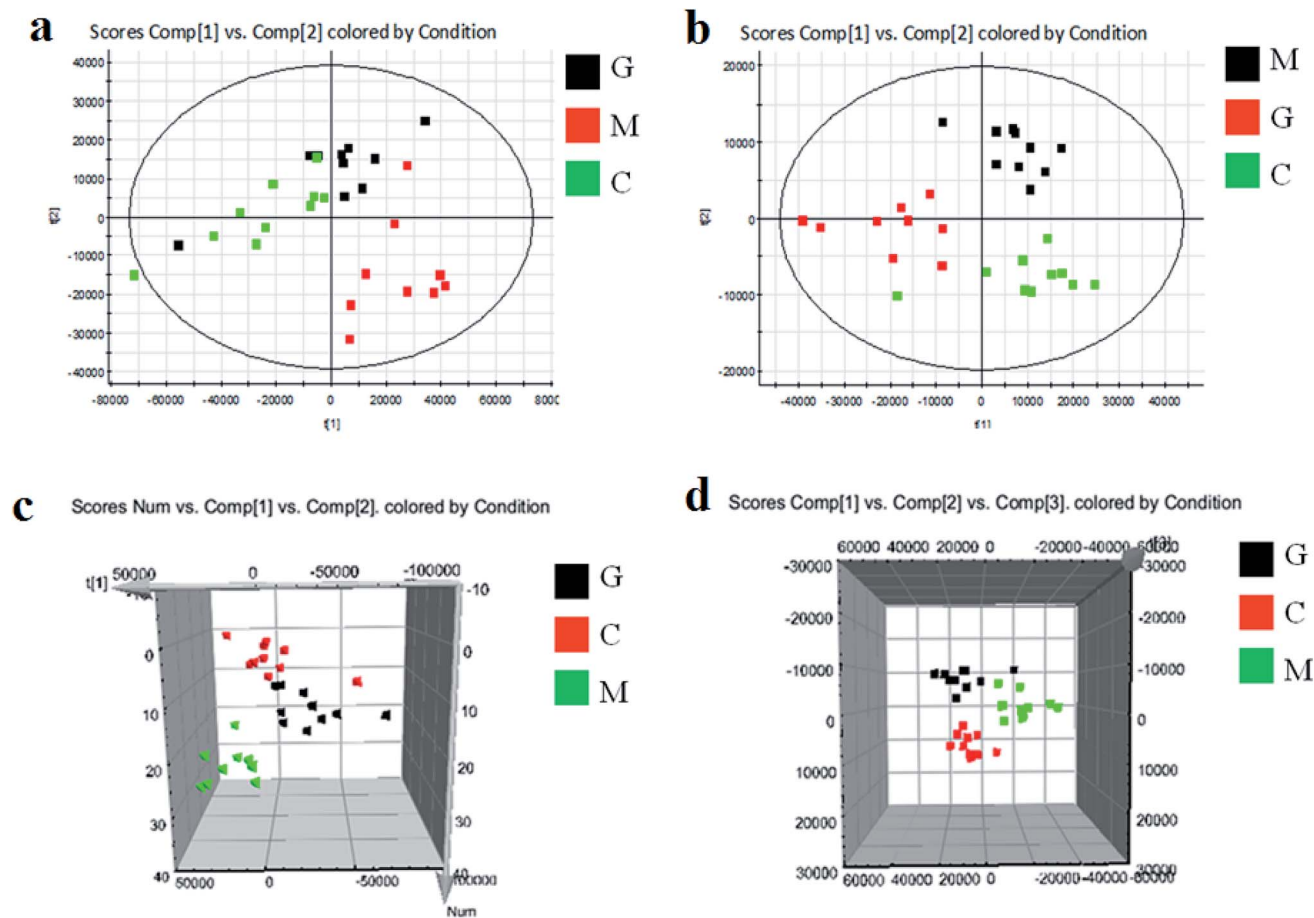 a
Scores Comp[1] vs. Comp[2] colored by Condition
40000
30000
20000
10000
0
-10000
-20000
-30000
-40000
t[2]
-80000 -60000 -40000 -20000 0 20000 40000 60000 8000
t[1]
G
M
C
b
Scores Comp[1] vs. Comp[2] colored by Condition
20000
10000
0
-10000
-20000
t[2]
-40000 -30000 -20000 -10000 0 10000 20000 30000 40000
t[1]
M
G
C
c
Scores Num vs. Comp[1] vs. Comp[2]. colored by Condition
t[1] 50000 0 -50000 -100000
-10
0 0
10 10
20 20
30 30
40 40
50000 0 -50000
Num
G
C
M
d
Scores Comp[1] vs. Comp[2] vs. Comp[3]. colored by Condition
60000 40000 20000 0 -20000 -40000 -60000
-30000 -30000
-20000 -20000
-10000 -10000
0 0
10000 10000
20000 20000
30000 30000
60000 40000 20000 0 -20000 -40000 -60000
G
C
M